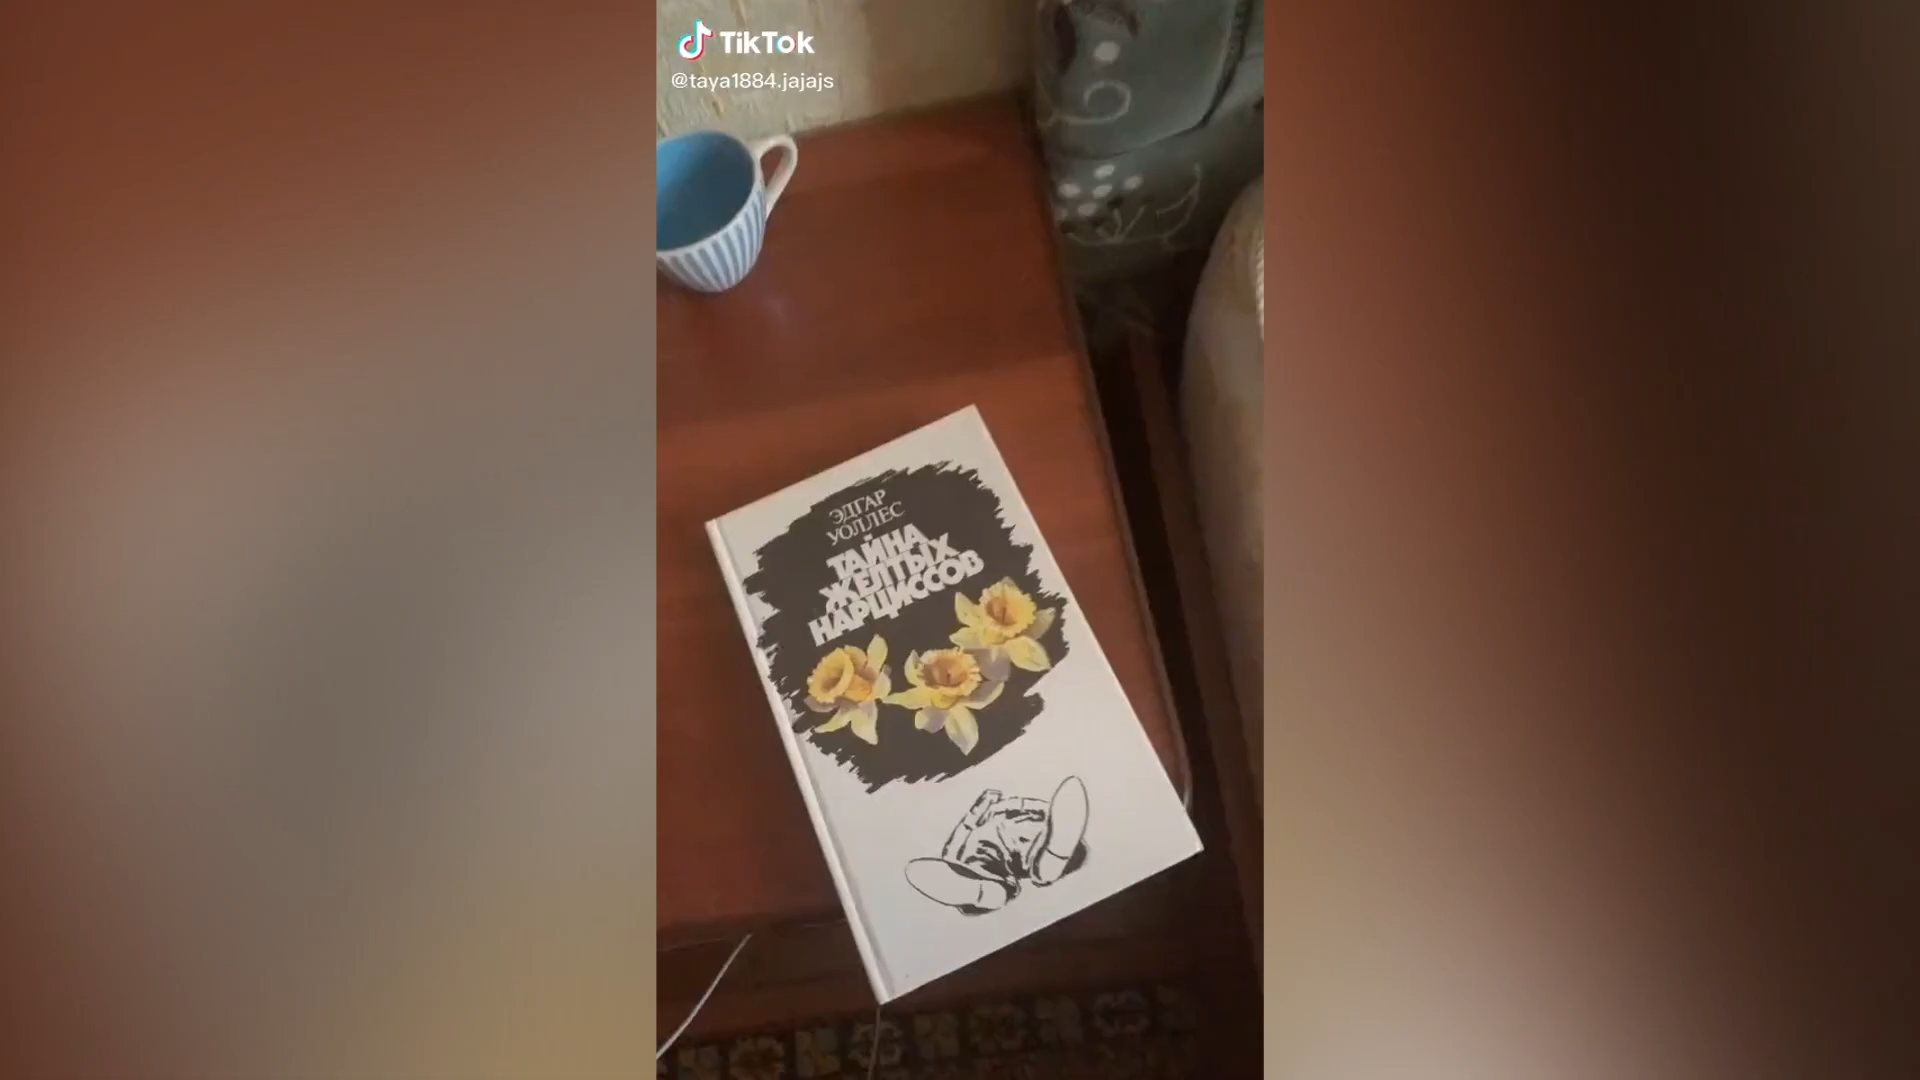 TikTok
@taya1884.jajajs
ЭДГАР
УОЛЛЕС
ТАЙНА
ЖЕЛТЫХ
НАРЦИССОВ